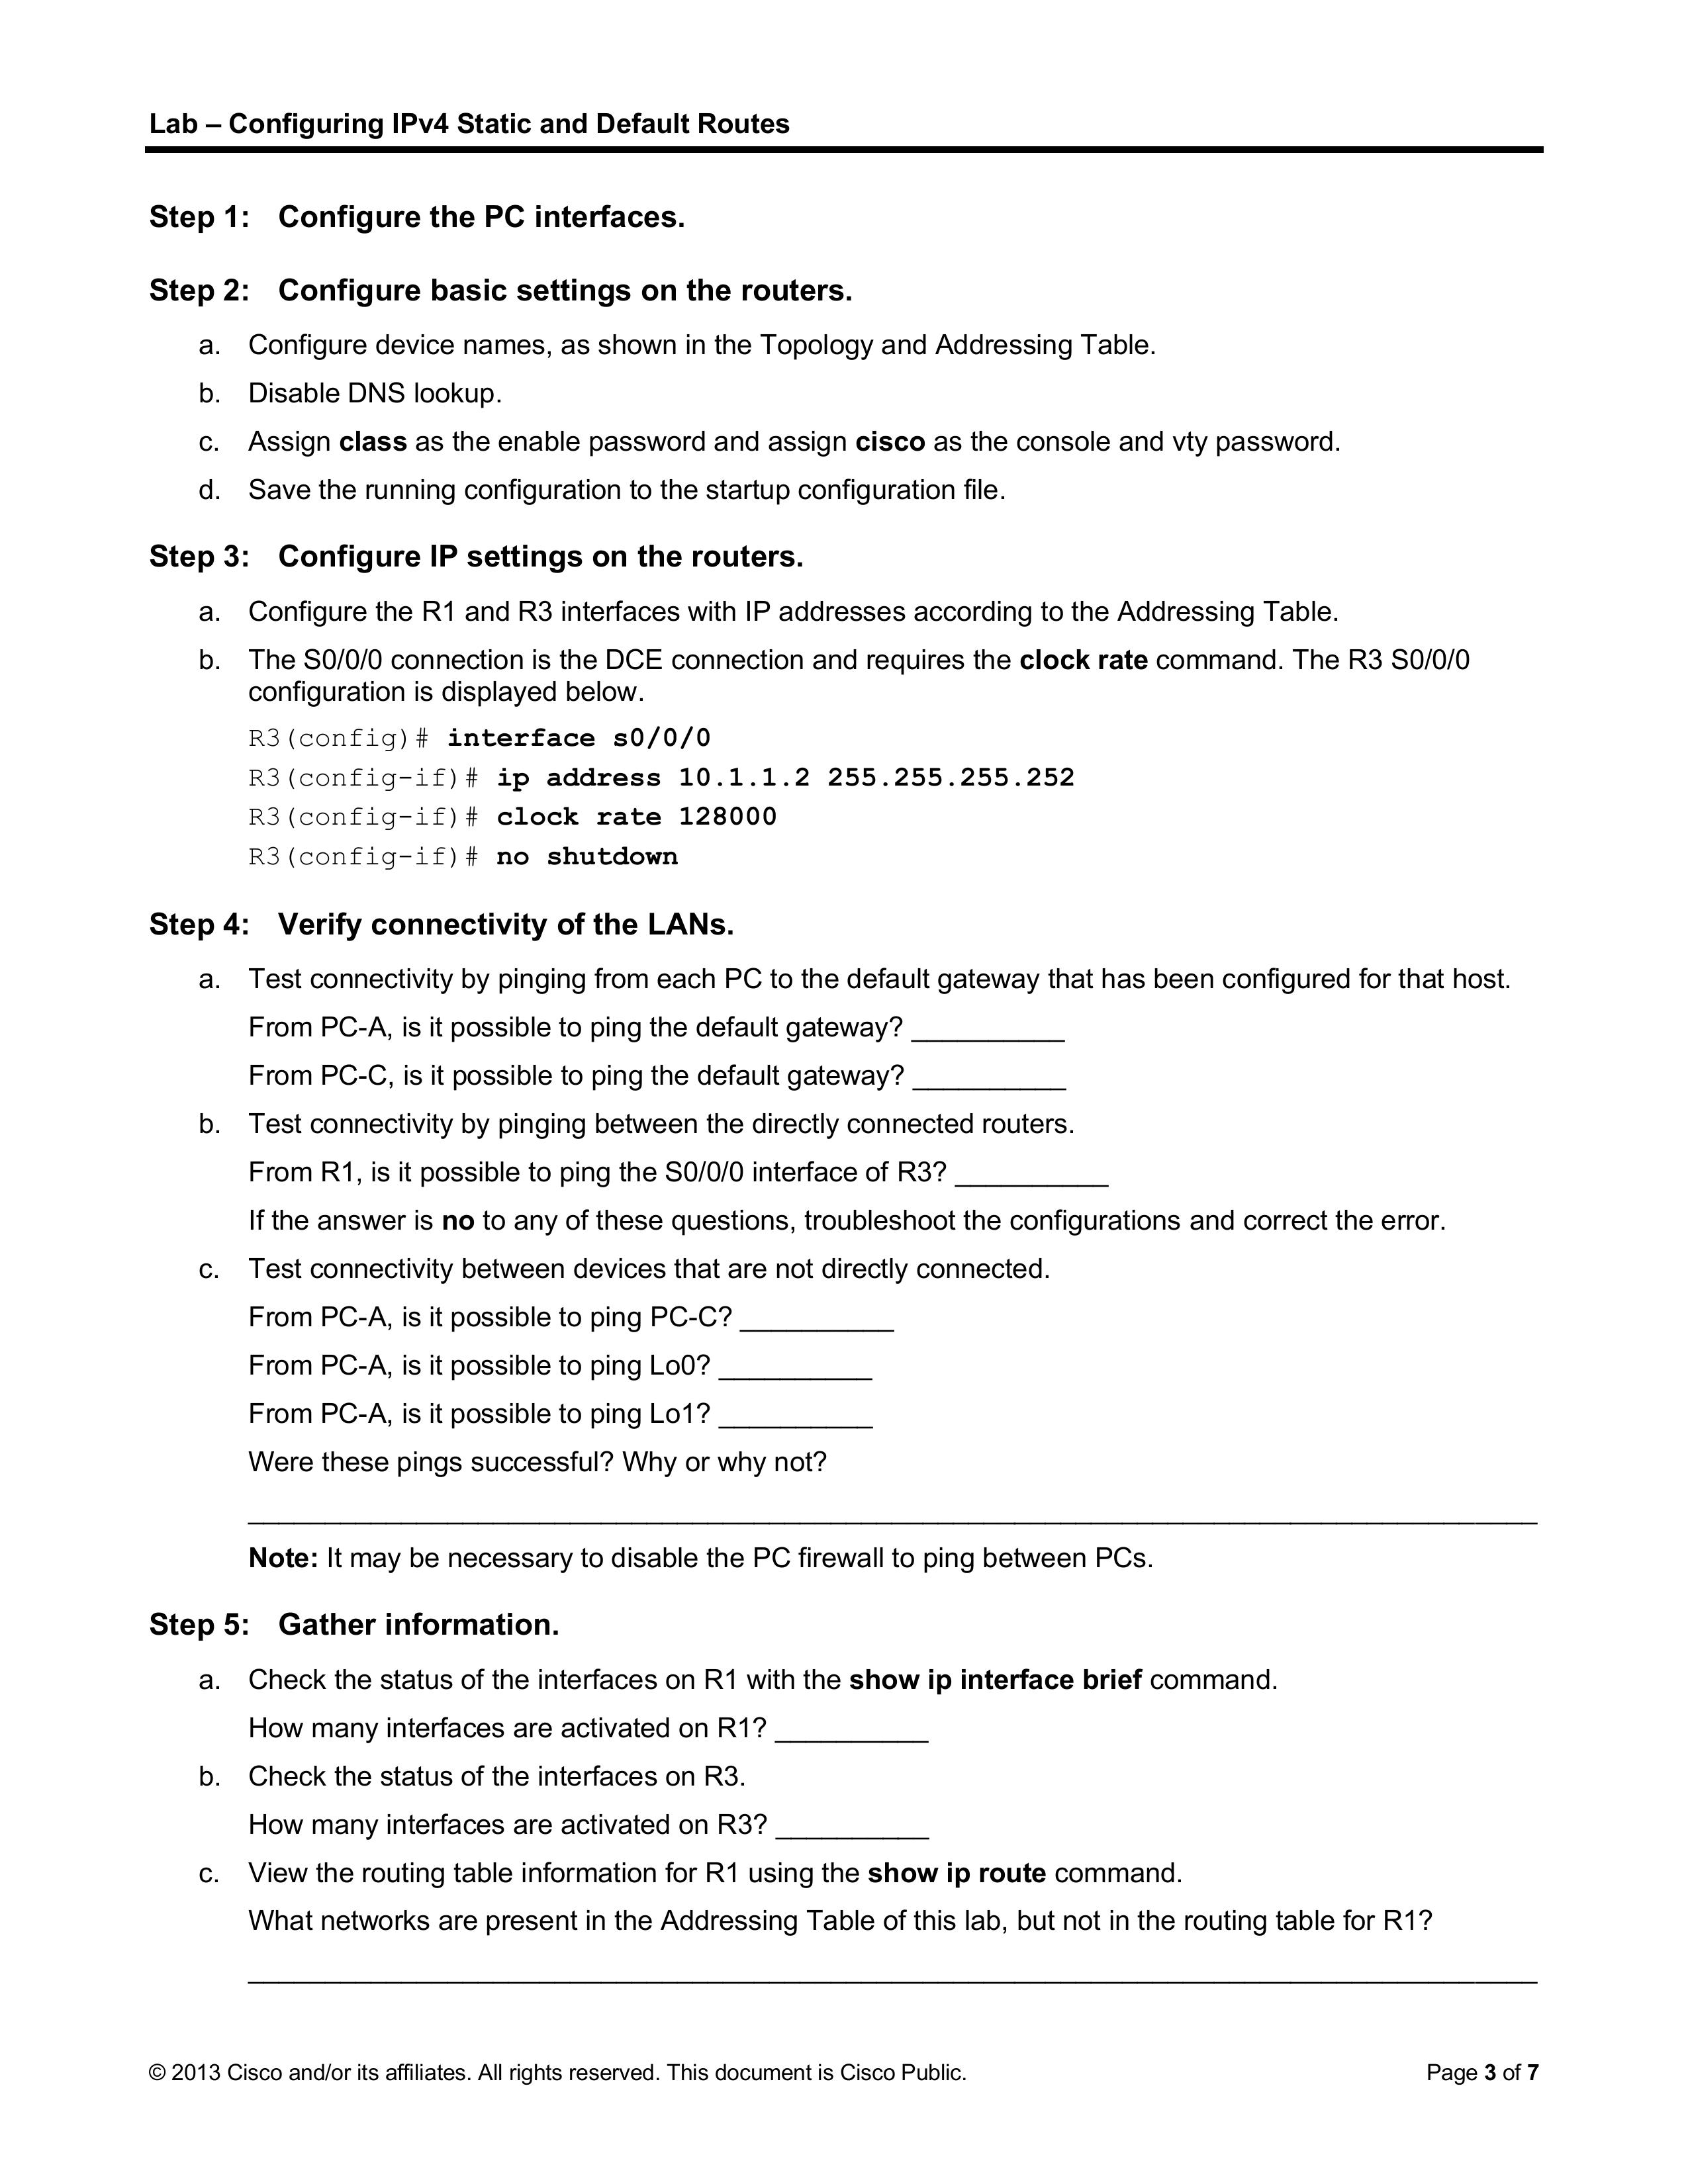 Lab – Configuring IPv4 Static and Default Routes
Step 1: Configure the PC interfaces.
Step 2: Configure basic settings on the routers.
a. Configure device names, as shown in the Topology and Addressing Table.
b. Disable DNS lookup.
c. Assign class as the enable password and assign cisco as the console and vty password.
d. Save the running configuration to the startup configuration file.
Step 3: Configure IP settings on the routers.
a. Configure the R1 and R3 interfaces with IP addresses according to the Addressing Table.
b. The S0/0/0 connection is the DCE connection and requires the clock rate command. The R3 S0/0/0
configuration is displayed below.
R3(config)# interface s0/0/0
R3(config-if)# ip address 10.1.1.2 255.255.255.252
R3(config-if)# clock rate 128000
R3(config-if)# no shutdown
Step 4: Verify connectivity of the LANs.
a. Test connectivity by pinging from each PC to the default gateway that has been configured for that host.
From PC-A, is it possible to ping the default gateway? __________
From PC-C, is it possible to ping the default gateway? __________
b. Test connectivity by pinging between the directly connected routers.
From R1, is it possible to ping the S0/0/0 interface of R3? __________
If the answer is no to any of these questions, troubleshoot the configurations and correct the error.
c. Test connectivity between devices that are not directly connected.
From PC-A, is it possible to ping PC-C? __________
From PC-A, is it possible to ping Lo0? __________
From PC-A, is it possible to ping Lo1? __________
Were these pings successful? Why or why not?
____________________________________________________________________________________
Note: It may be necessary to disable the PC firewall to ping between PCs.
Step 5: Gather information.
a. Check the status of the interfaces on R1 with the show ip interface brief command.
How many interfaces are activated on R1? __________
b. Check the status of the interfaces on R3.
How many interfaces are activated on R3? __________
c. View the routing table information for R1 using the show ip route command.
What networks are present in the Addressing Table of this lab, but not in the routing table for R1?
____________________________________________________________________________________
© 2013 Cisco and/or its affiliates. All rights reserved. This document is Cisco Public. Page 3 of 7